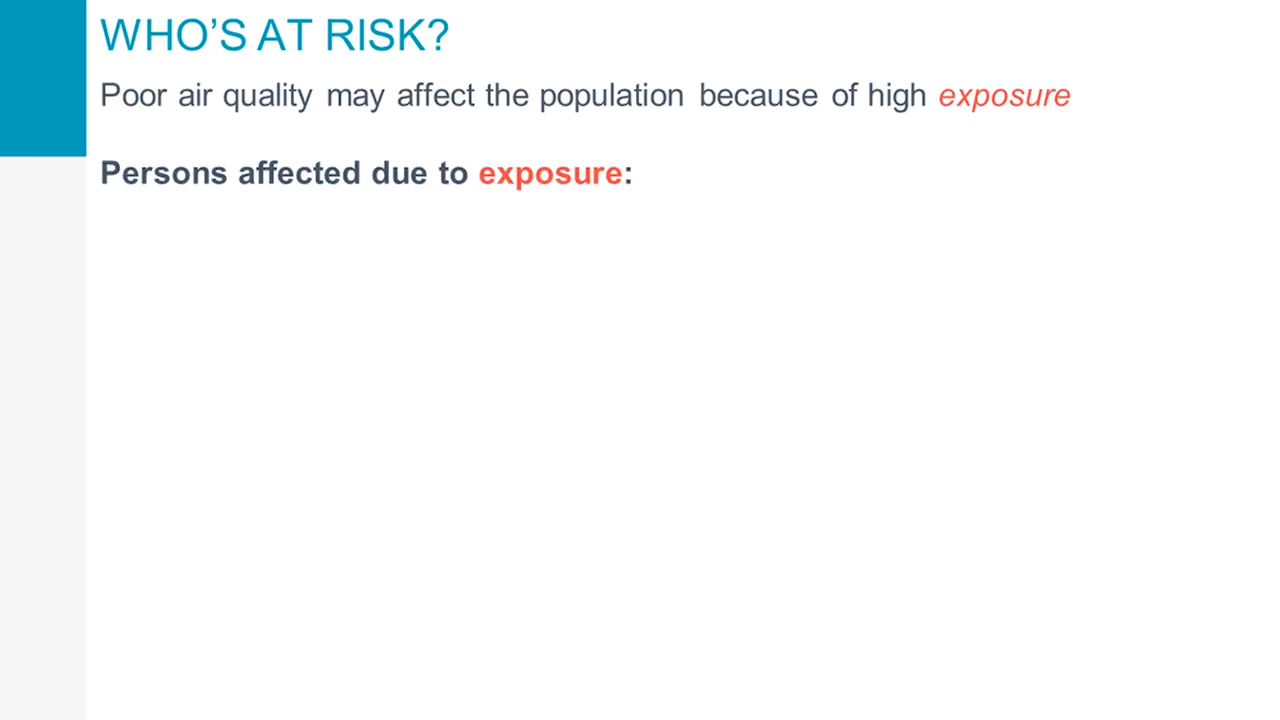 WHO’S AT RISK?
Poor air quality may affect the population because of high exposure
Persons affected due to exposure: